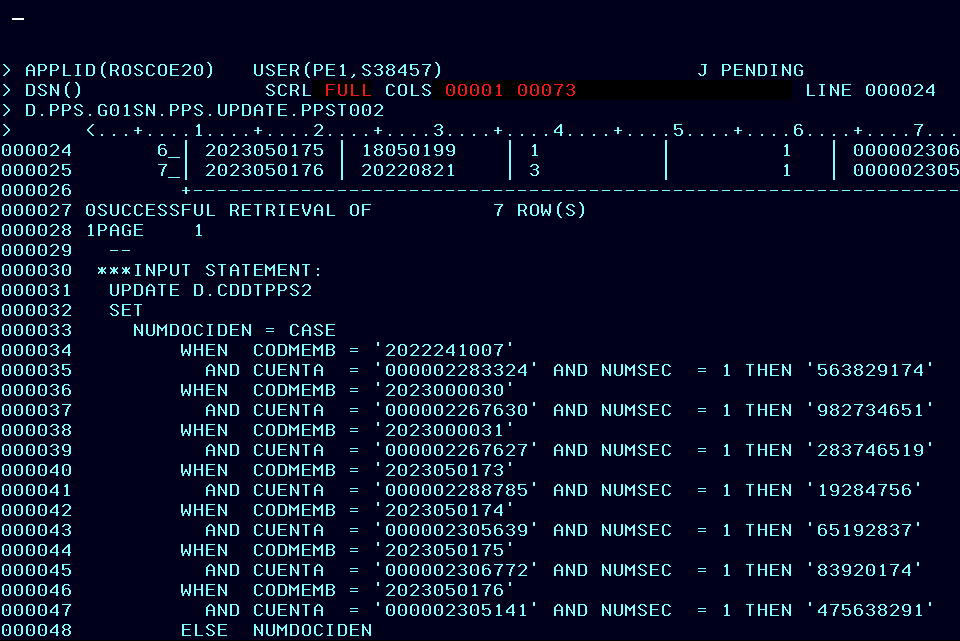 _
> APPLID(ROSCOE20)   USER(PE1,S38457)                     J PENDING
> DSN()               SCRL FULL COLS 00001 00073                   LINE 000024
> D.PPS.G01SN.PPS.UPDATE.PPST002
>      <...+....1....+....2....+....3....+....4....+....5....+....6....+....7...
000024       6_| 2023050175 | 18050199    | 1          |         1   | 000002306
000025       7_| 2023050176 | 20220821    | 3          |         1   | 000002305
000026         +----------------------------------------------------------------
000027 0SUCCESSFUL RETRIEVAL OF          7 ROW(S)
000028 1PAGE    1
000029   --
000030  ***INPUT STATEMENT:
000031   UPDATE D.CDDTPPS2
000032   SET
000033     NUMDOCIDEN = CASE
000034         WHEN  CODMEMB = '2022241007'
000035           AND CUENTA  = '000002283324' AND NUMSEC  = 1 THEN '563829174'
000036         WHEN  CODMEMB = '2023000030'
000037           AND CUENTA  = '000002267630' AND NUMSEC  = 1 THEN '982734651'
000038         WHEN  CODMEMB = '2023000031'
000039           AND CUENTA  = '000002267627' AND NUMSEC  = 1 THEN '283746519'
000040         WHEN  CODMEMB = '2023050173'
000041           AND CUENTA  = '000002288785' AND NUMSEC  = 1 THEN '19284756'
000042         WHEN  CODMEMB = '2023050174'
000043           AND CUENTA  = '000002305639' AND NUMSEC  = 1 THEN '65192837'
000044         WHEN  CODMEMB = '2023050175'
000045           AND CUENTA  = '000002306772' AND NUMSEC  = 1 THEN '83920174'
000046         WHEN  CODMEMB = '2023050176'
000047           AND CUENTA  = '000002305141' AND NUMSEC  = 1 THEN '475638291'
000048         ELSE  NUMDOCIDEN